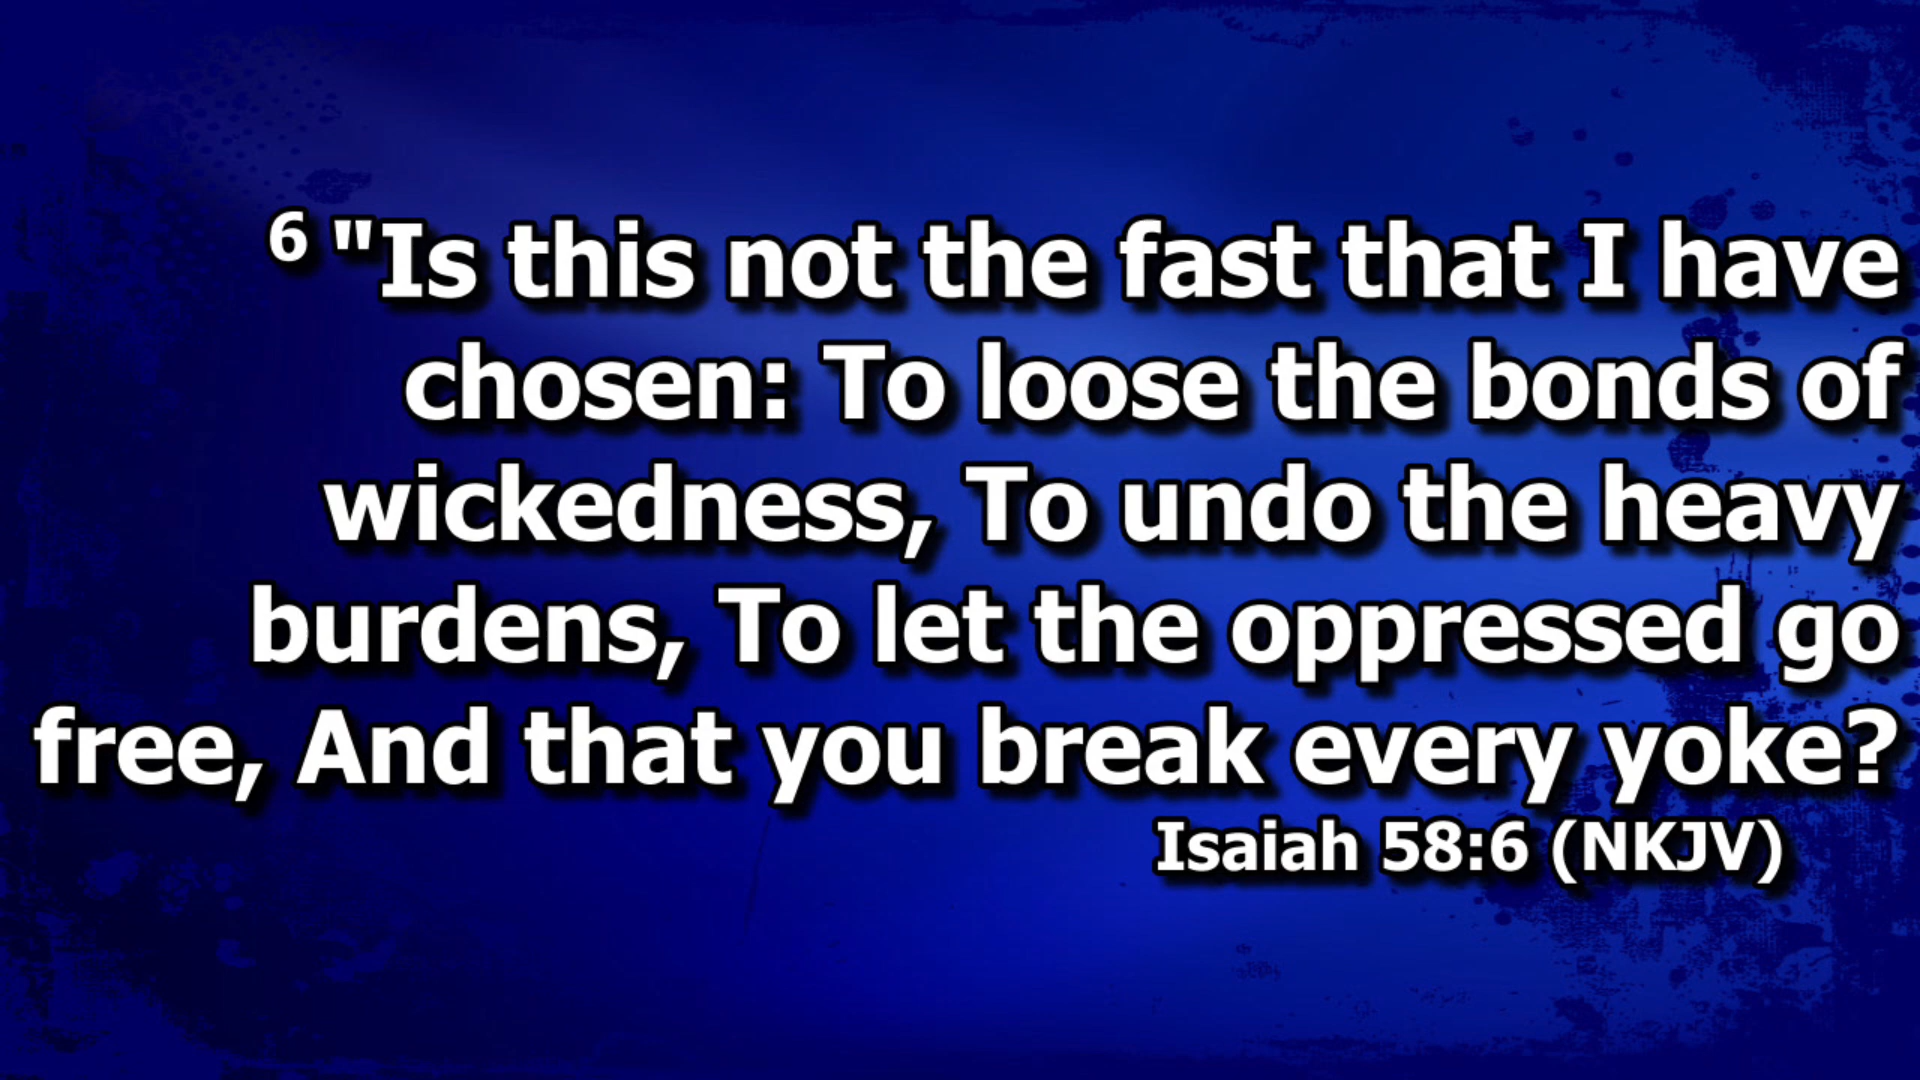 6 "Is this not the fast that I have
chosen: To loose the bonds of
wickedness, To undo the heavy
burdens, To let the oppressed go
free, And that you break every yoke?
Isaiah 58:6 (NKJV)